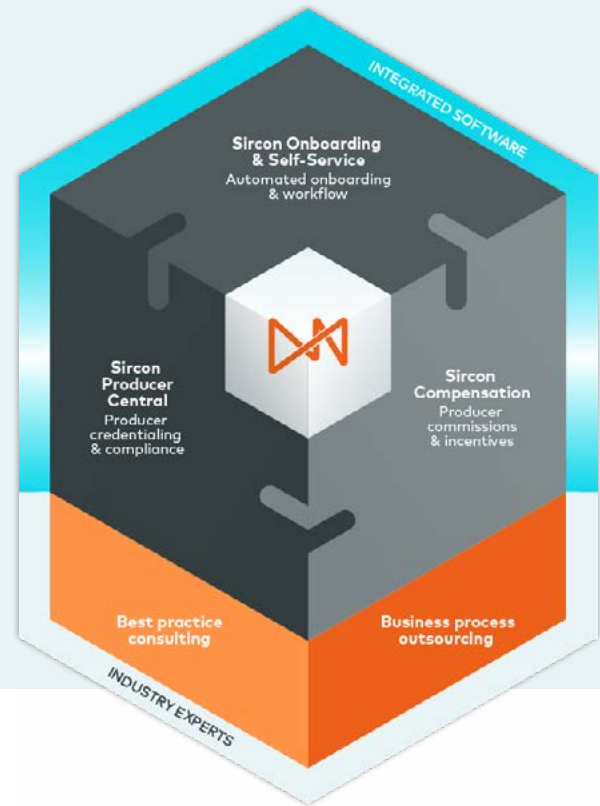 INTEGRATED SOFTWARE
Sircon Onboarding
& Self-Service
Automated onboarding
& workflow
Sircon
Producer
Central
Producer
credentialing
& compliance
Sircon
Compensation
Producer
commissions
& incentives
Best practice
consulting
Business process
outsourcing
INDUSTRY EXPERTS